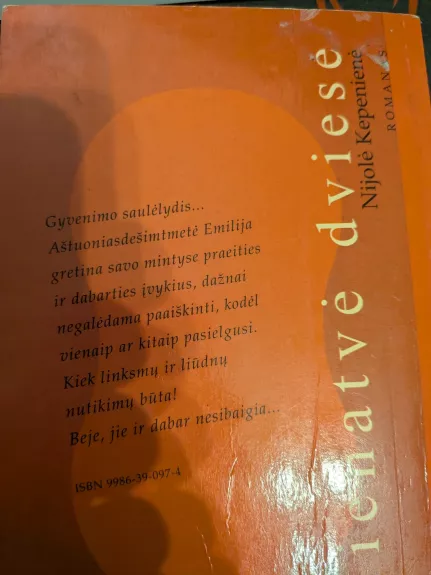 Gyvenimo saulėlydis...
Aštuoniasdešimtmetė Emilija
gretina savo mintyse praeities
ir dabarties įvykius, dažnai
negalėdama paaiškinti, kodėl
vienaip ar kitaip pasielgusi.
Kiek linksmų ir liūdnų
nutikimų būta!
Beje, jie ir dabar nesibaigia...
ISBN 9986-39-097-4
ienatvė dviese
Nijolė Kepenienė
ROMANAS